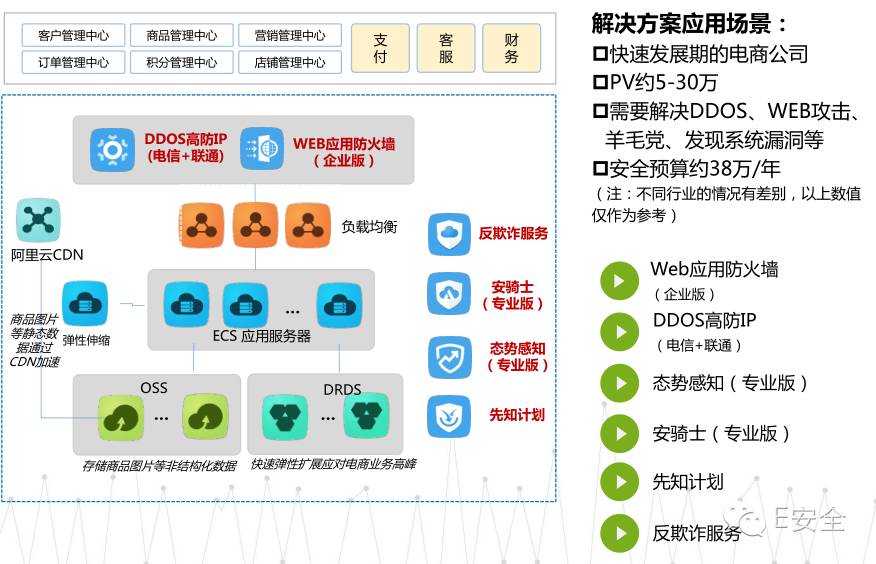 客户管理中心
商品管理中心
营销管理中心
订单管理中心
积分管理中心
店铺管理中心
支
付
客
服
财
务
DDOS高防IP
(电信+联通)
WEB应用防火墙
（企业版）
负载均衡
阿里云CDN
商品图片
等静态数
据通过
CDN加速
弹性伸缩
...
ECS 应用服务器
OSS
...
存储商品图片等非结构化数据
DRDS
...
快速弹性扩展应对电商业务高峰
反欺诈服务
安骑士
（专业版）
态势感知
（专业版）
先知计划
解决方案应用场景：
快速发展期的电商公司
PV约5-30万
需要解决DDOS、WEB攻击、
羊毛党、发现系统漏洞等
安全预算约38万/年
（注：不同行业的情况有差别，以上数值
仅作为参考）
Web应用防火墙
（企业版）
DDOS高防IP
（电信+联通）
态势感知（专业版）
安骑士（专业版）
先知计划
反欺诈服务
E安全